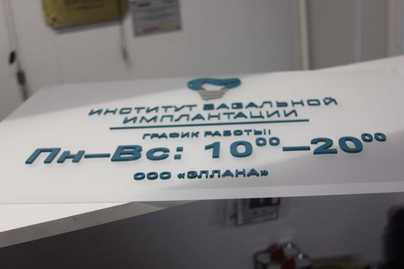 ИНСТИТУТ БАЗАЛЬНОЙ
ИМПЛАНТАЦИИ
ГРАФИК РАБОТЫ:
Пн–Вс: 10⁰⁰–20⁰⁰
ООО «ЭЛЛАНА»